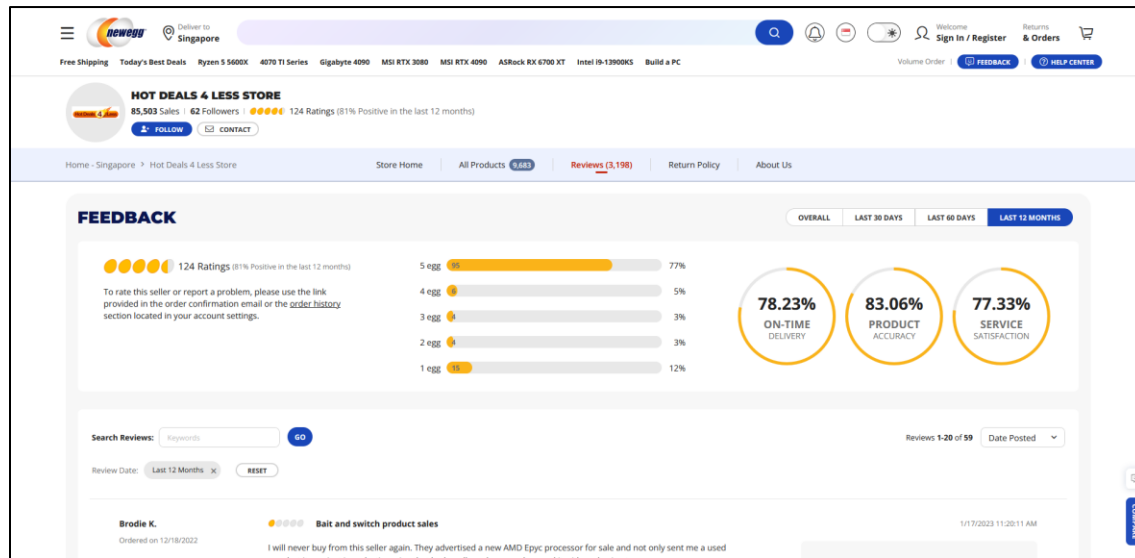 newegg
Deliver to
Singapore
Welcome
Sign In / Register
Returns
& Orders
Free Shipping Today's Best Deals Ryzen 5 5600X 4070 TI Series Gigabyte 4090 MSI RTX 3080 MSI RTX 4090 ASRock RX 6700 XT Intel i9-13900KS Build a PC
Volume Order FEEDBACK HELP CENTER
HOT DEALS 4 LESS STORE
85,503 Sales 62 Followers 124 Ratings (81% Positive in the last 12 months)
FOLLOW CONTACT
Home - Singapore > Hot Deals 4 Less Store
Store Home All Products 9,683 Reviews (3,198) Return Policy About Us
FEEDBACK
OVERALL LAST 30 DAYS LAST 60 DAYS LAST 12 MONTHS
124 Ratings (81% Positive in the last 12 months)
To rate this seller or report a problem, please use the link
provided in the order confirmation email or the order history
section located in your account settings.
5 egg 95 77%
4 egg 6 5%
3 egg 4 3%
2 egg 4 3%
1 egg 15 12%
78.23%
ON-TIME
DELIVERY
83.06%
PRODUCT
ACCURACY
77.33%
SERVICE
SATISFACTION
Search Reviews: Keywords GO
Reviews 1-20 of 59 Date Posted
Review Date: Last 12 Months x RESET
Brodie K.
Ordered on 12/18/2022
Bait and switch product sales
1/17/2023 11:20:11 AM
I will never buy from this seller again. They advertised a new AMD Epyc processor for sale and not only sent me a used